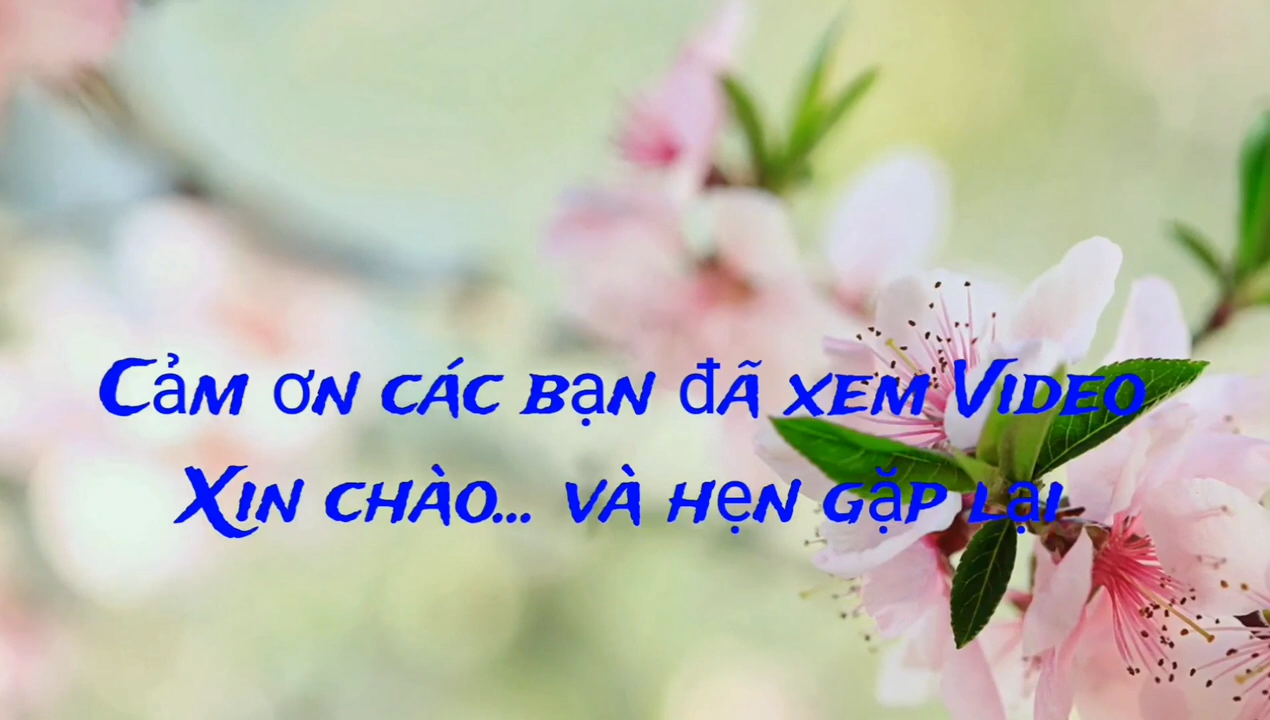 Cảm ơn các bạn đã xem Video
Xin chào... và hẹn gặp lại